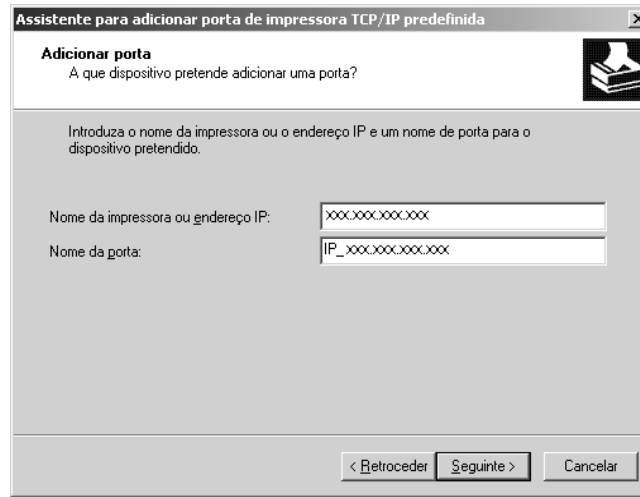 Assistente para adicionar porta de impressora TCP/IP predefinida
Adicionar porta
A que dispositivo pretende adicionar uma porta?
Introduza o nome da impressora ou o endereço IP e um nome de porta para o
dispositivo pretendido.
Nome da impressora ou endereço IP: xxx.xxx.xxx.xxx
Nome da porta: IP_xxx.xxx.xxx.xxx
< Retroceder Seguinte > Cancelar